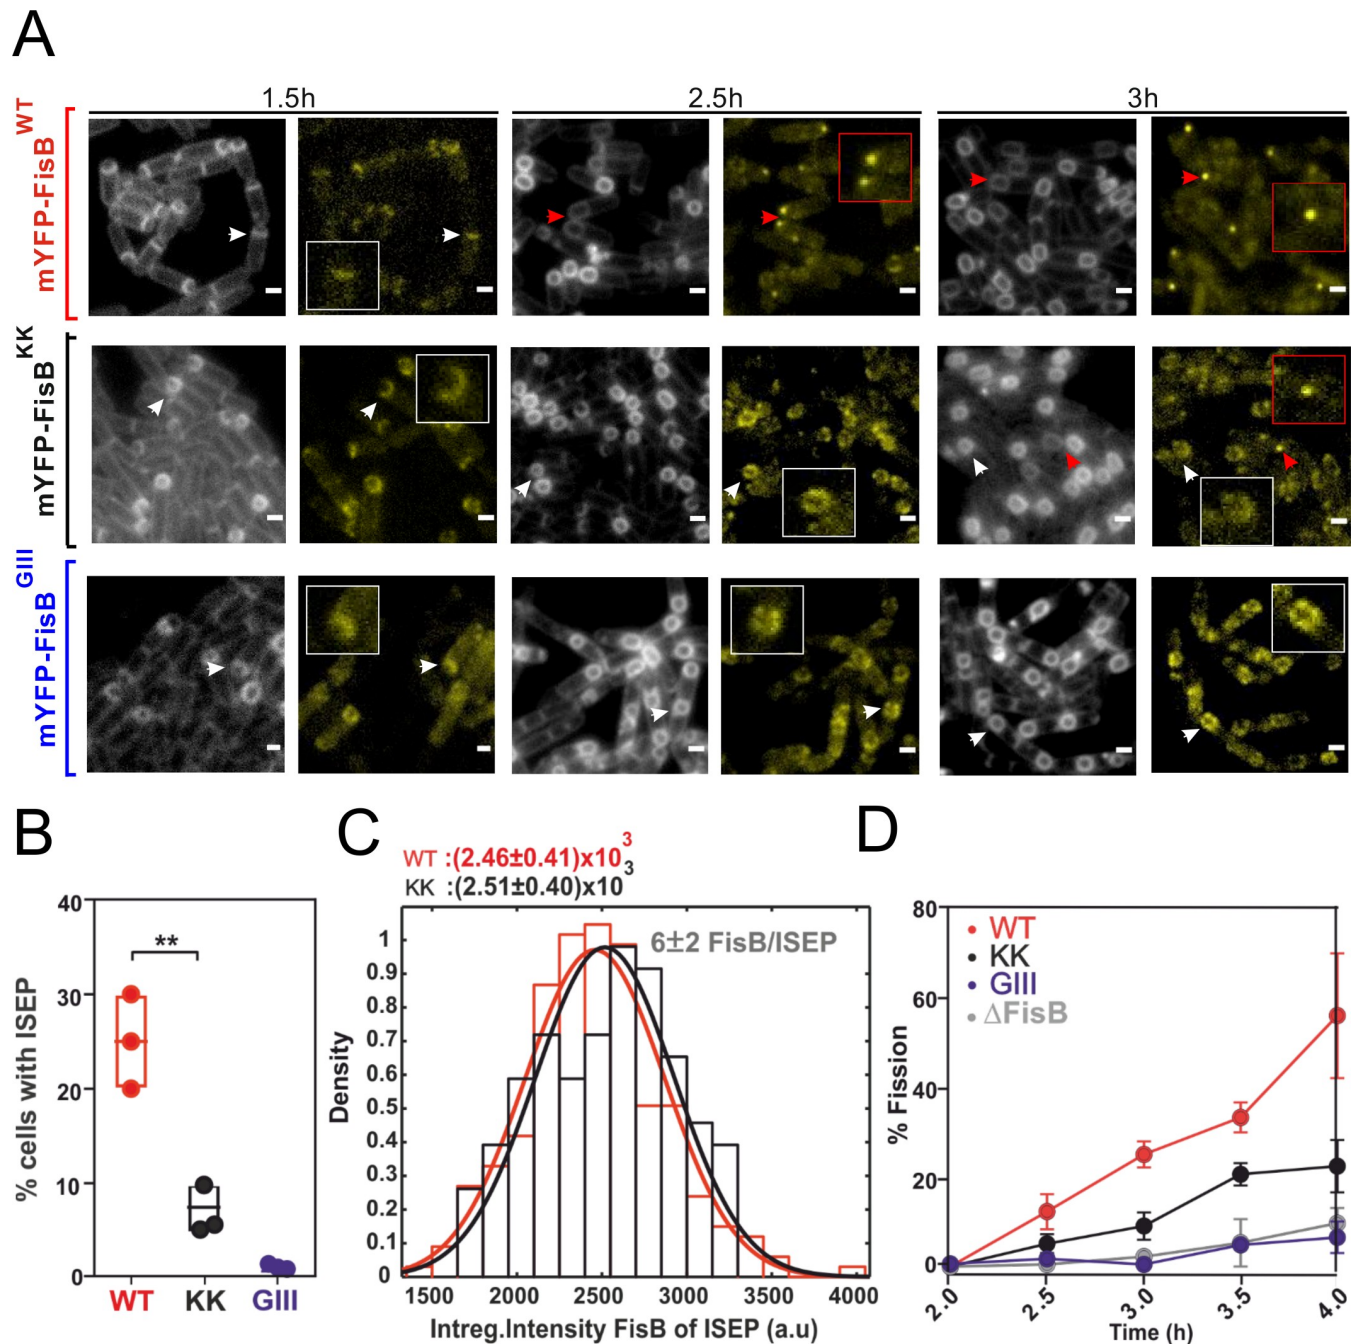 A
1.5h
2.5h
3h
mYFP-FisB WT
mYFP-FisB KK
mYFP-FisB GIII
B
% cells with ISEP
40
30
20
10
0
**
WT
KK
GIII
C
WT :(2.46±0.41)x10 3
KK :(2.51±0.40)x10 3
6±2 FisB/ISEP
Density
1
0.9
0.8
0.7
0.6
0.5
0.4
0.3
0.2
0.1
0
1500
2000
2500
3000
3500
4000
Intreg.Intensity FisB of ISEP (a.u)
D
% Fission
80
60
40
20
0
WT
KK
GIII
ΔFisB
2.0
2.5
3.0
3.5
4.0
Time (h)